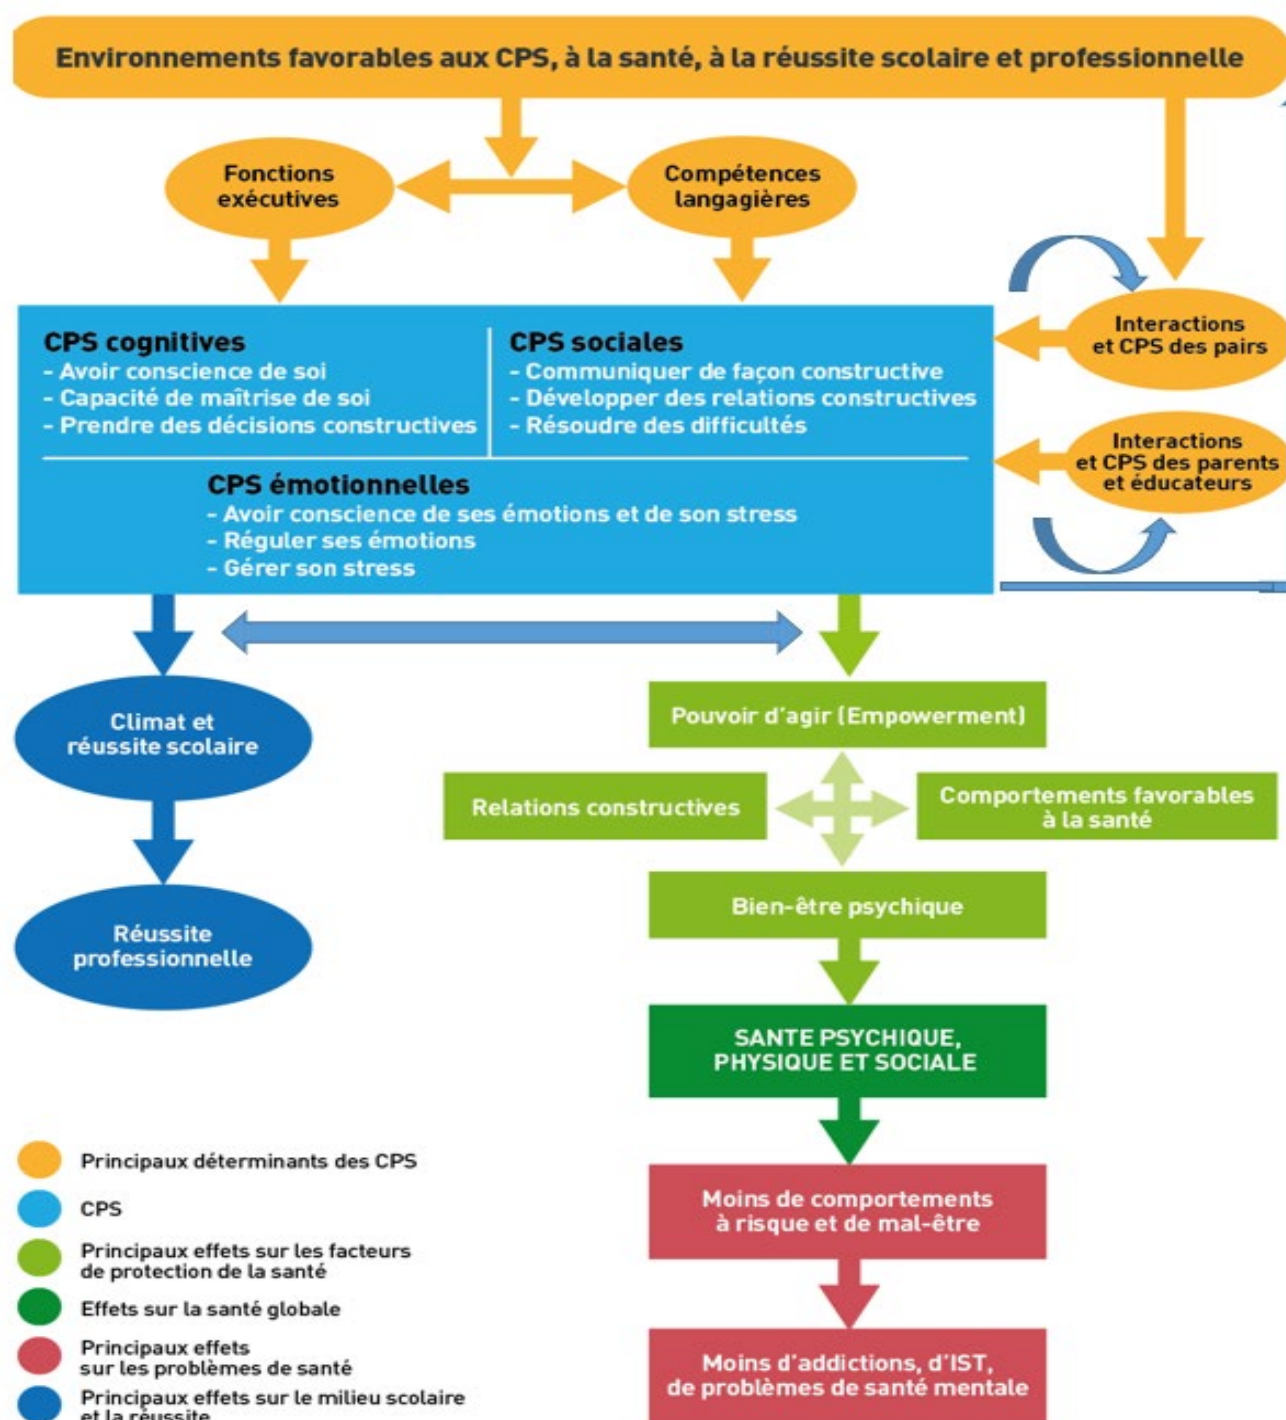 Environnements favorables aux CPS, à la santé, à la réussite scolaire et professionnelle
Fonctions
exécutives
Compétences
langagières
CPS cognitives
- Avoir conscience de soi
- Capacité de maîtrise de soi
- Prendre des décisions constructives
CPS sociales
- Communiquer de façon constructive
- Développer des relations constructives
- Résoudre des difficultés
Interactions
et CPS des pairs
Interactions
et CPS des parents
et éducateurs
CPS émotionnelles
- Avoir conscience de ses émotions et de son stress
- Réguler ses émotions
- Gérer son stress
Climat et
réussite scolaire
Réussite
professionnelle
Pouvoir d'agir (Empowerment)
Relations constructives
Comportements favorables
à la santé
Bien-être psychique
SANTE PSYCHIQUE,
PHYSIQUE ET SOCIALE
Moins de comportements
à risque et de mal-être
Moins d'addictions, d'IST,
de problèmes de santé mentale
Principaux déterminants des CPS
CPS
Principaux effets sur les facteurs
de protection de la santé
Effets sur la santé globale
Principaux effets
sur les problèmes de santé
Principaux effets sur le milieu scolaire
et la réussite